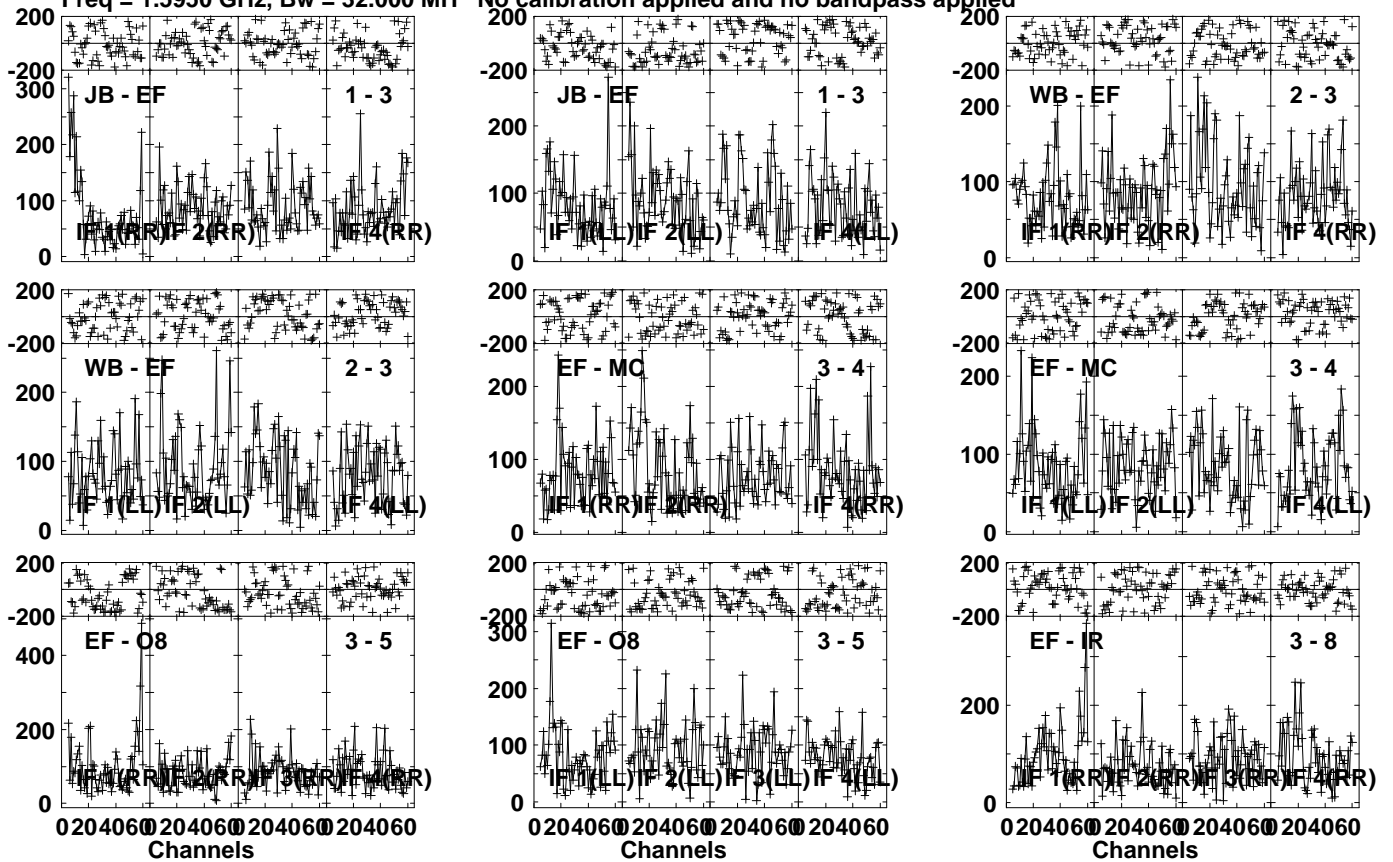 Freq = 1.5950 GHz, Bw = 32.000 MH No calibration applied and no bandpass applied
200
-200
300
200
100
0
JB - EF 1 - 3
IF 1(RR) IF 2(RR) IF 4(RR)
200
-200
200
100
0
JB - EF 1 - 3
IF 1(LL) IF 2(LL) IF 4(LL)
200
-200
200
100
0
WB - EF 2 - 3
IF 1(RR) IF 2(RR) IF 4(RR)
200
-200
200
100
0
WB - EF 2 - 3
IF 1(LL) IF 2(LL) IF 4(LL)
200
-200
200
100
0
EF - MC 3 - 4
IF 1(RR) IF 2(RR) IF 4(RR)
200
-200
200
100
0
EF - MC 3 - 4
IF 1(LL) IF 2(LL) IF 4(LL)
200
-200
400
200
0
EF - O8 3 - 5
IF 1(RR) IF 2(RR) IF 3(RR) IF 4(RR)
0 20 40 60 0 20 40 60 0 20 40 60 0 20 40 60
Channels
200
-200
300
200
100
0
EF - O8 3 - 5
IF 1(LL) IF 2(LL) IF 3(LL) IF 4(LL)
0 20 40 60 0 20 40 60 0 20 40 60 0 20 40 60
Channels
200
-200
200
0
EF - IR 3 - 8
IF 1(RR) IF 2(RR) IF 3(RR) IF 4(RR)
0 20 40 60 0 20 40 60 0 20 40 60 0 20 40 60
Channels